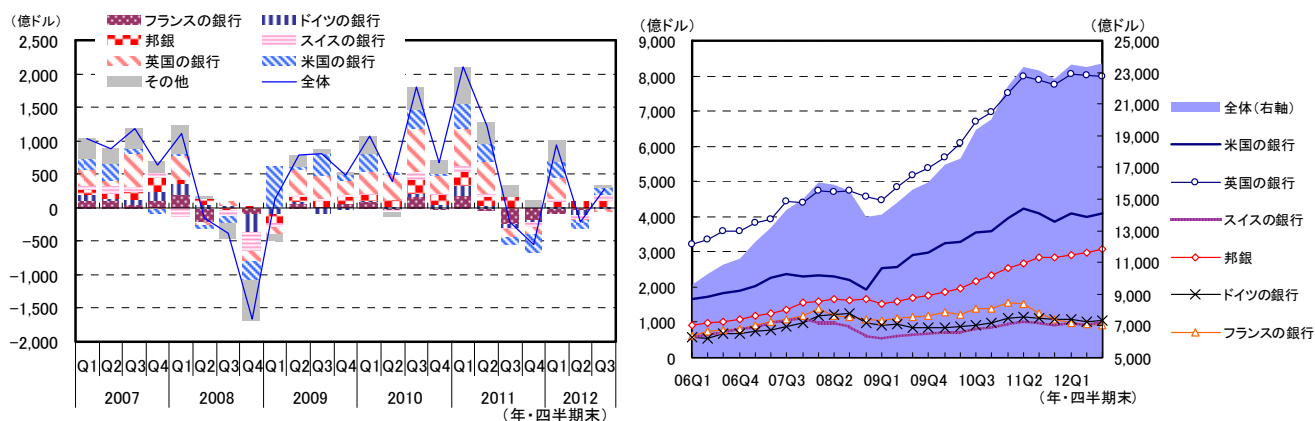 (億ドル)
フランスの銀行 ドイツの銀行
邦銀 スイスの銀行
英国の銀行 米国の銀行
その他 全体
2,500
2,000
1,500
1,000
500
0
−500
−1,000
−1,500
−2,000
Q1 Q2 Q3 Q4 Q1 Q2 Q3 Q4 Q1 Q2 Q3 Q4 Q1 Q2 Q3 Q4 Q1 Q2 Q3 Q4 Q1 Q2 Q3
2007 2008 2009 2010 2011 2012
(年・四半期末)
(億ドル) (億ドル)
9,000
8,000
7,000
6,000
5,000
4,000
3,000
2,000
1,000
0
25,000
23,000
21,000
19,000
17,000
15,000
13,000
11,000
9,000
7,000
5,000
06Q1 06Q4 07Q3 08Q2 09Q1 09Q4 10Q3 11Q2 12Q1
(年・四半期末)
全体(右軸)
米国の銀行
英国の銀行
スイスの銀行
邦銀
ドイツの銀行
フランスの銀行